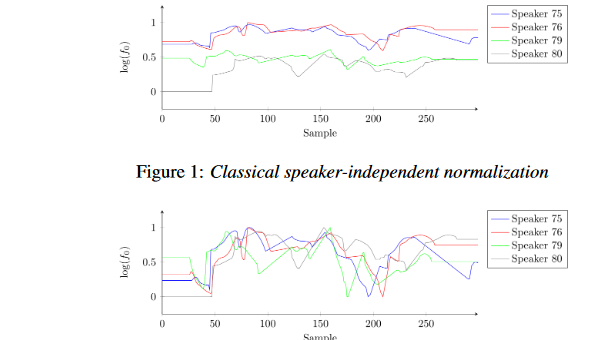 1
0.5
0
log(f0)
0
50
100
150
200
250
Sample
Speaker 75
Speaker 76
Speaker 79
Speaker 80
Figure 1: Classical speaker-independent normalization
1
0.5
0
log(f0)
0
50
100
150
200
250
Sample
Speaker 75
Speaker 76
Speaker 79
Speaker 80